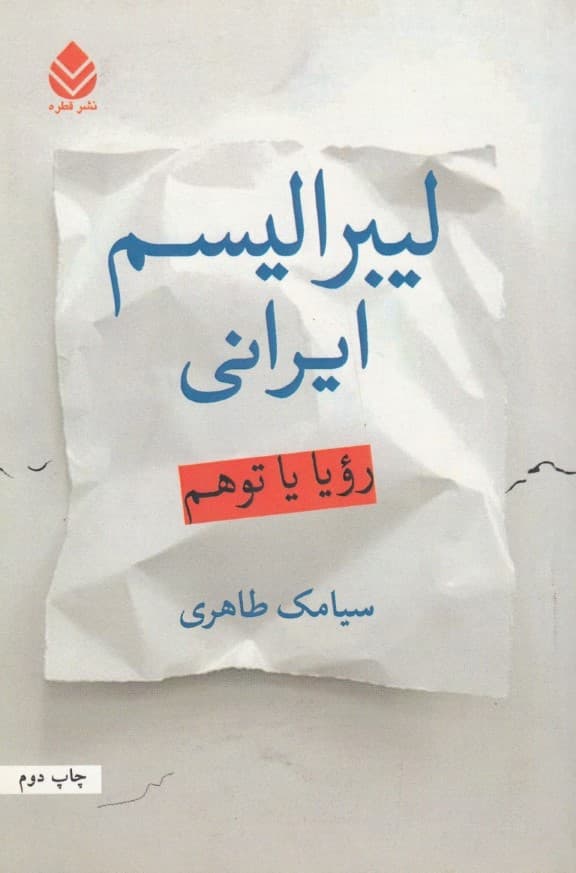 نشر قطره
لیبرالیسم
ایرانی
رؤیا یا توهم
سیامک طاهری
چاپ دوم